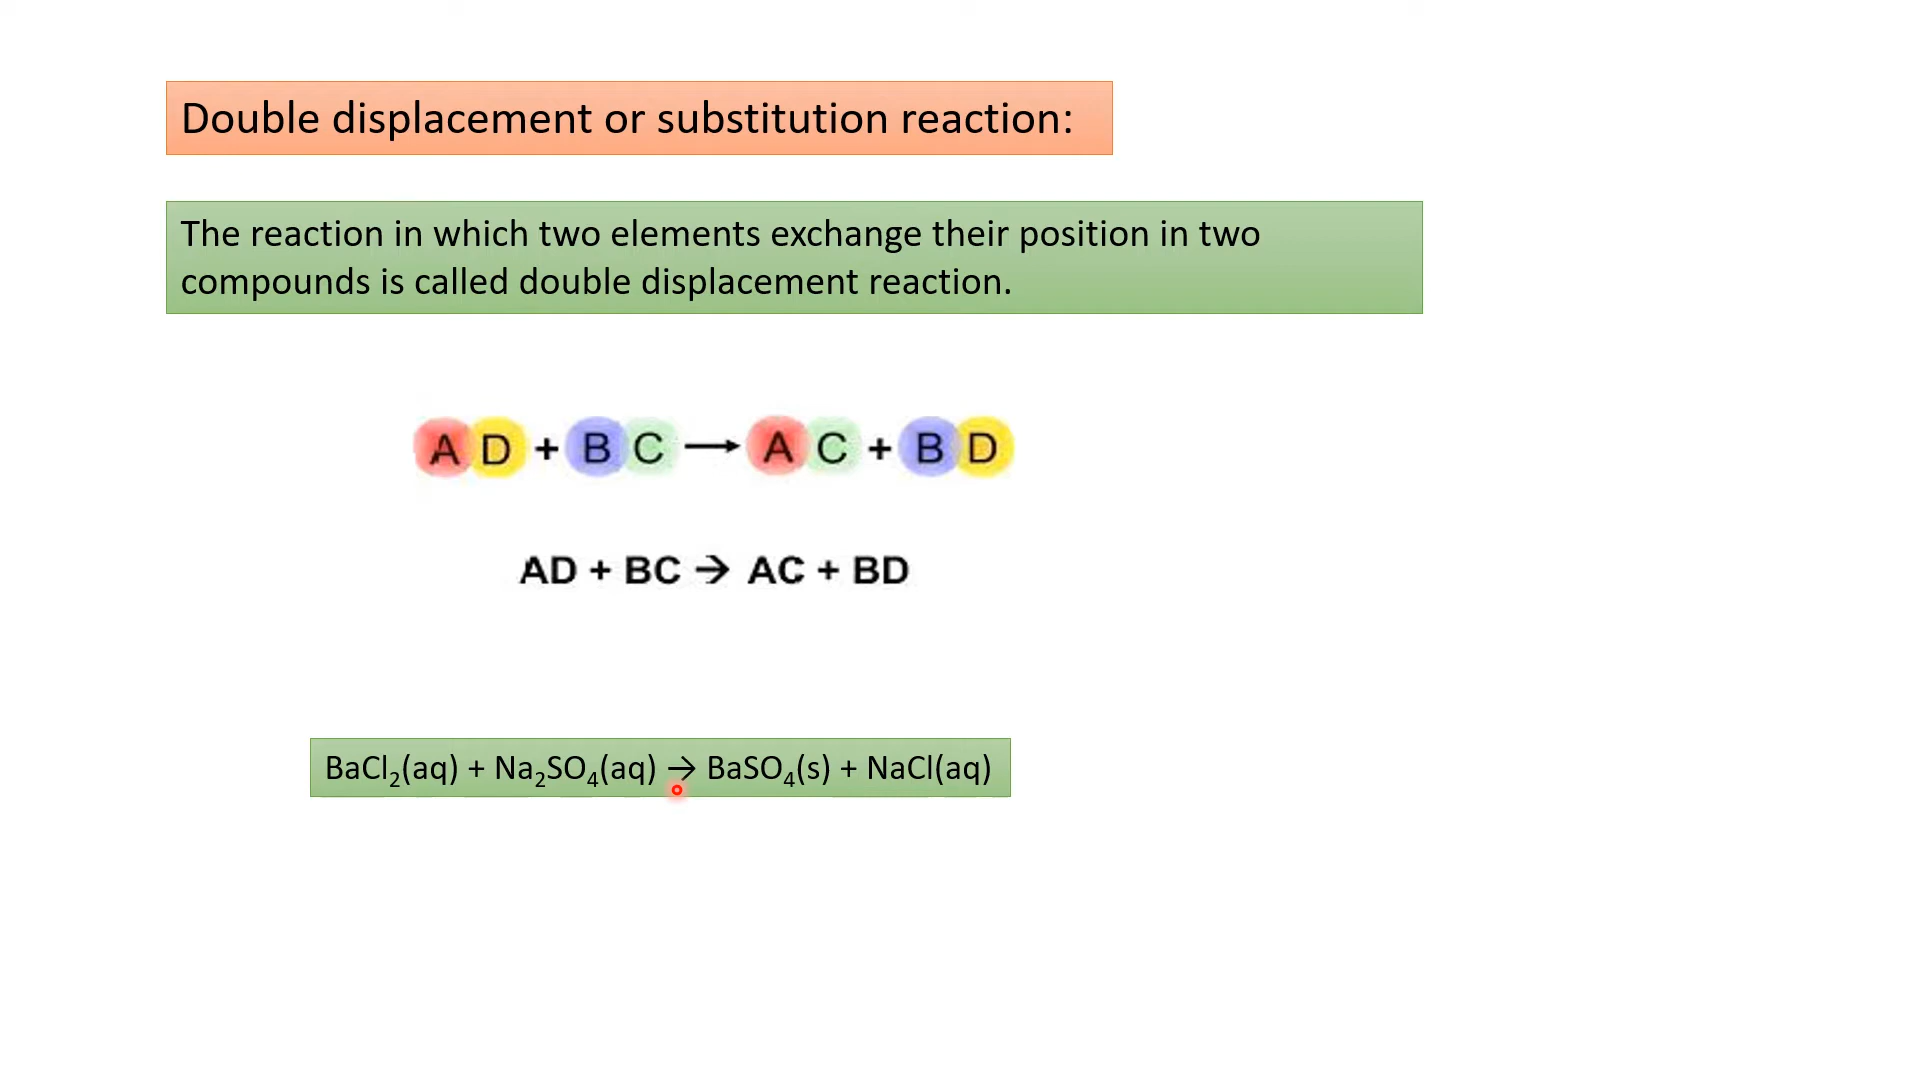 Double displacement or substitution reaction:
The reaction in which two elements exchange their position in two
compounds is called double displacement reaction.
A D + B C ⟶ A C + B D
AD + BC → AC + BD
BaCl₂(aq) + Na₂SO₄(aq) → BaSO₄(s) + NaCl(aq)